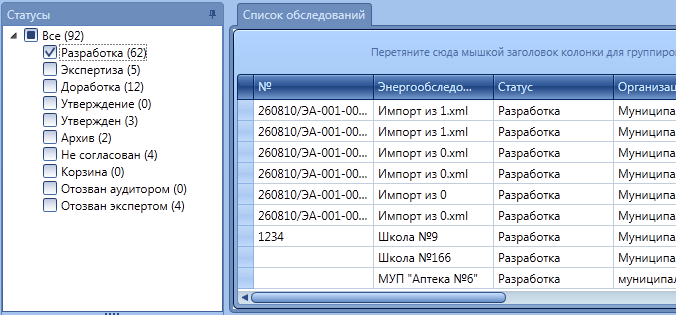 Статусы
Все (92)
Разработка (62)
Экспертиза (5)
Доработка (12)
Утверждение (0)
Утвержден (3)
Архив (2)
Не согласован (4)
Корзина (0)
Отозван аудитором (0)
Отозван экспертом (4)
Список обследований
Перетяните сюда мышкой заголовок колонки для группиро
№ Энергообследо... Статус Организац
260810/ЭА-001-00... Импорт из 1.xml Разработка Муниципа
260810/ЭА-001-00... Импорт из 1.xml Разработка Муниципа
260810/ЭА-001-00... Импорт из 0.xml Разработка Муниципа
260810/ЭА-001-00... Импорт из 0.xml Разработка Муниципа
260810/ЭА-001-00... Импорт из 0 Разработка Муниципа
260810/ЭА-001-00... Импорт из 0.xml Разработка Муниципа
1234 Школа №9 Разработка Муниципа
Школа №166 Разработка Муниципа
МУП "Аптека №6" Разработка муниципал